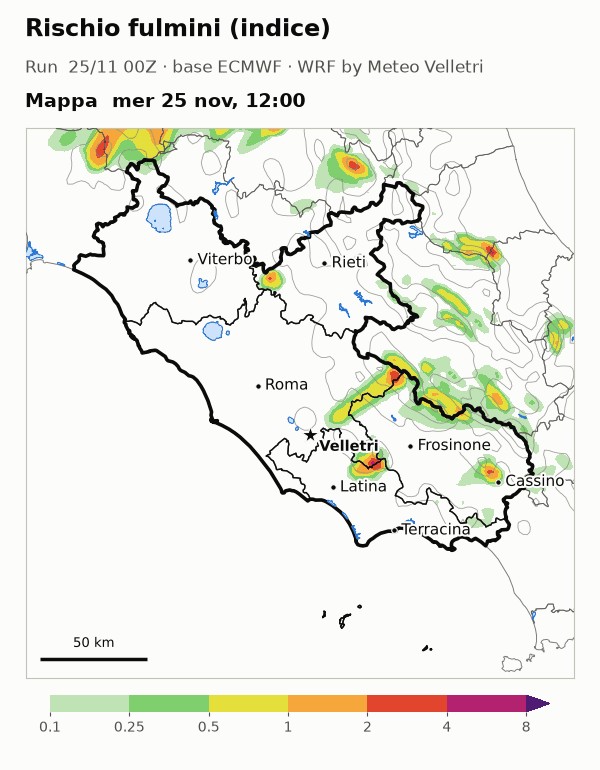 Rischio fulmini (indice)
Run  25/11 00Z · base ECMWF · WRF by Meteo Velletri
Mappa  mer 25 nov, 12:00
Viterbo
Rieti
Roma
Velletri
Frosinone
Latina
Cassino
Terracina
50 km
0.1 0.25 0.5 1 2 4 8